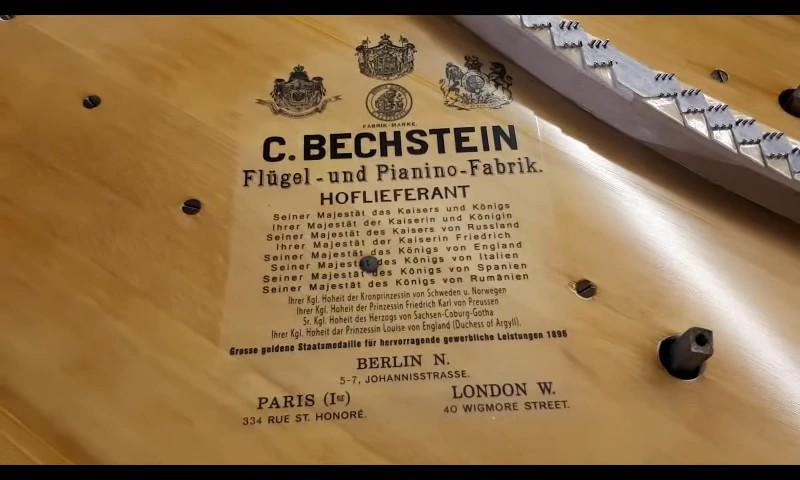 FABRIK-MARKE.
C. BECHSTEIN
Flügel - und Pianino-Fabrik.
HOFLIEFERANT
Seiner Majestät das Kaisers und Königs
Ihrer Majestät der Kaiserin und Königin
Seiner Majestät des Kaisers von Russland
Ihrer Majestät der Kaiserin Friedrich
Seiner Majestät das Königs von England
Seiner Majestät des Königs von Italien
Seiner Majestät des Königs von Spanien
Seiner Majestät des Königs von Rumänien
Ihrer Kgl. Hoheit der Kronprinzessin von Schweden u. Norwegen
Ihrer Kgl. Hoheit der Prinzessin Friedrich Karl von Preussen
Sr. Kgl. Hoheit des Herzogs von Sachsen-Coburg-Gotha
Ihrer Kgl. Hoheit dar Prinzessin Louise von England (Duchess of Argyll).
Grosse goldene Staatsmedaille für hervorragende gewerbliche Leistungen 1896
BERLIN N.
5-7, JOHANNISSTRASSE.
PARIS (Ier)
334 RUE ST. HONORÉ.
LONDON W.
40 WIGMORE STREET.